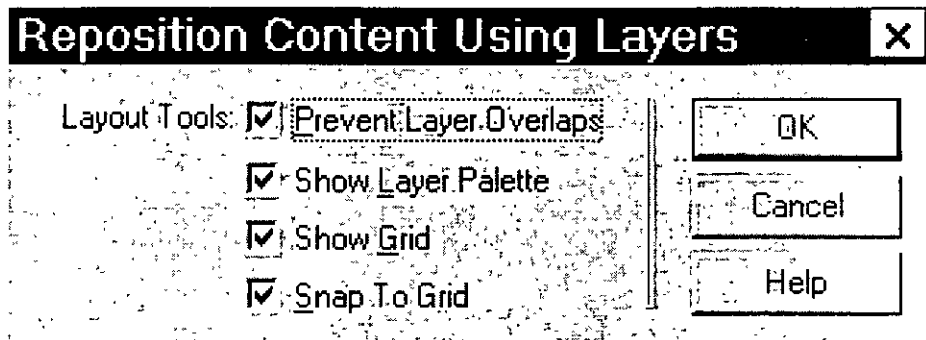 Reposition Content Using Layers
Layout Tools: Prevent Layer Overlaps
Show Layer Palette
Show Grid
Snap To Grid
OK
Cancel
Help